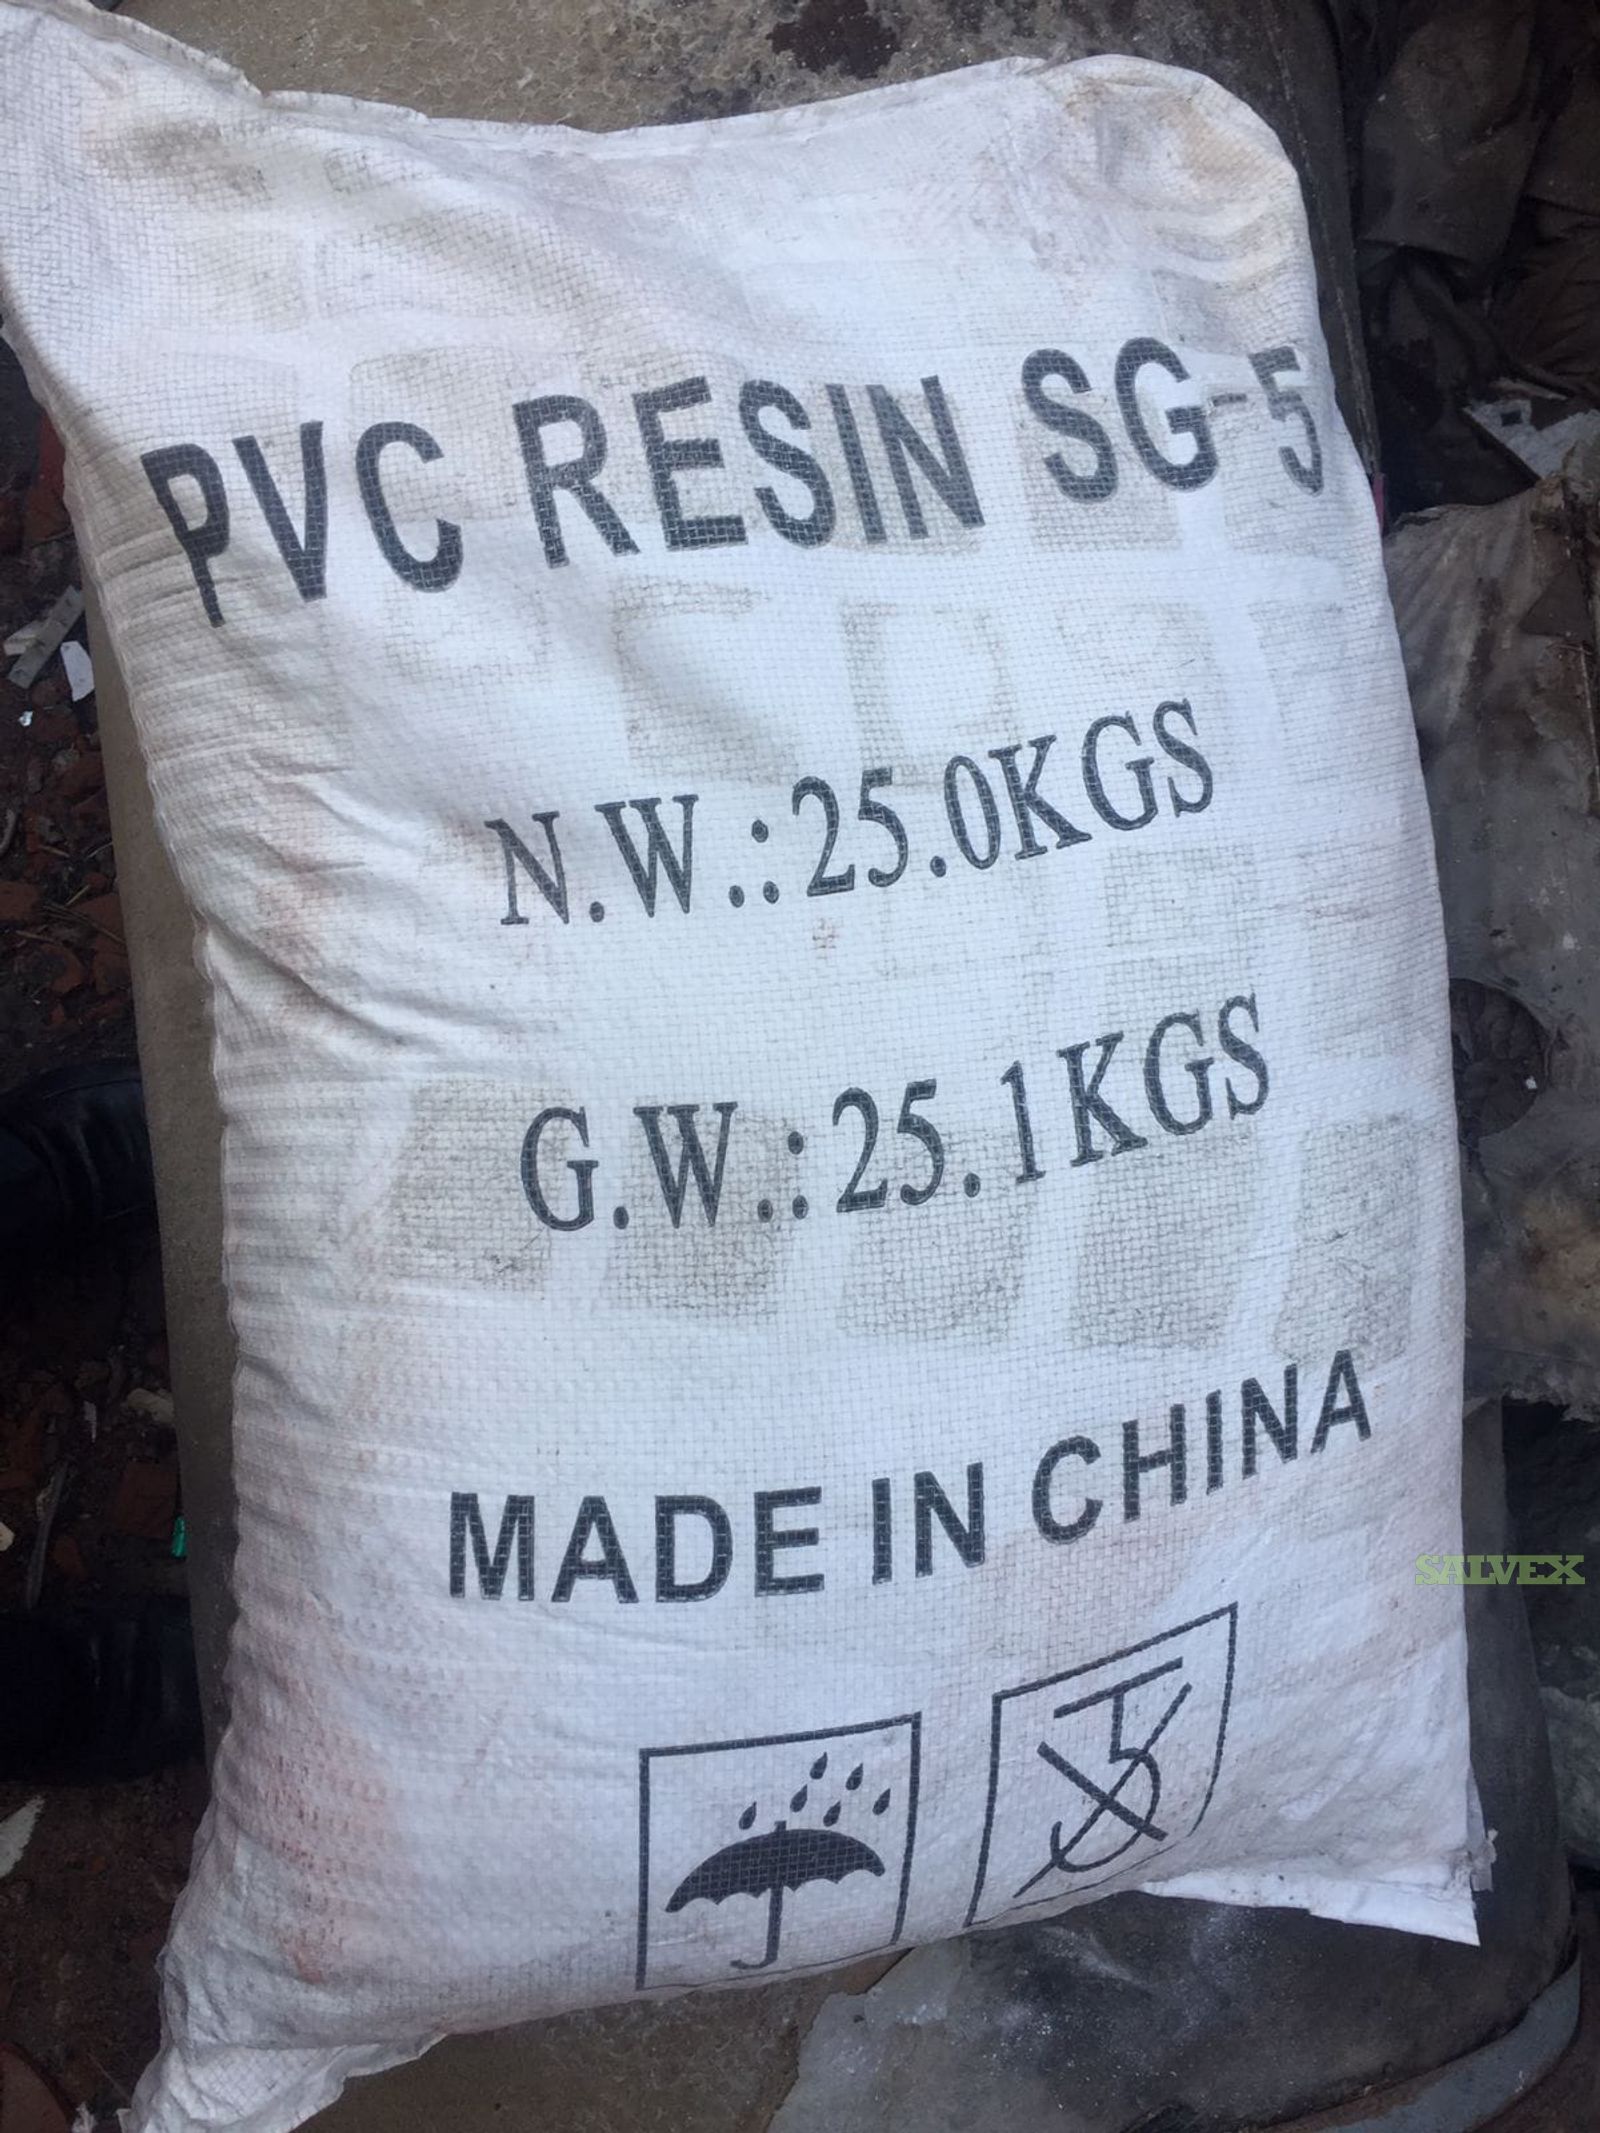 PVC RESIN SG-5
N.W.:25.0KGS
G.W.:25.1KGS
MADE IN CHINA
SALVEX